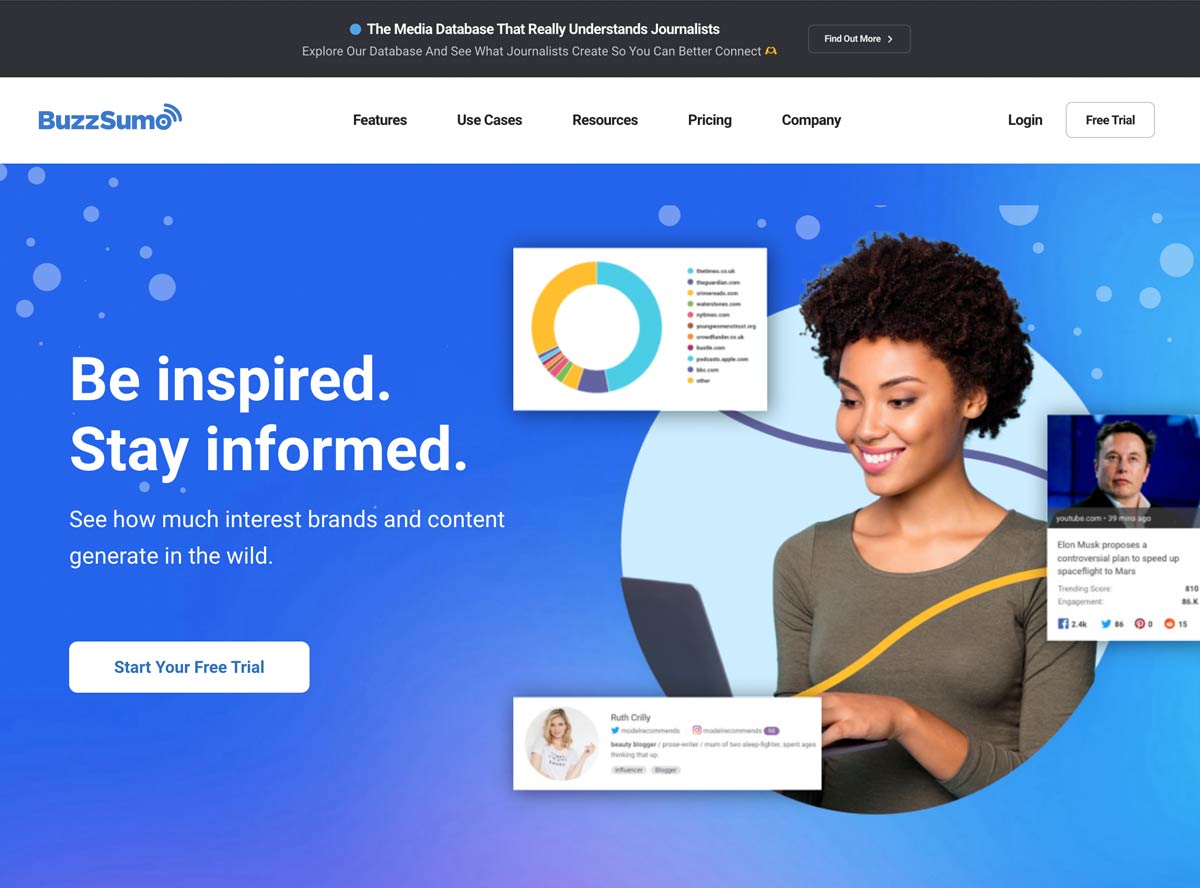 The Media Database That Really Understands Journalists
Explore Our Database And See What Journalists Create So You Can Better Connect
Find Out More
BuzzSumo
Features
Use Cases
Resources
Pricing
Company
Login
Free Trial
Be inspired.
Stay informed.
See how much interest brands and content
generate in the wild.
Start Your Free Trial
thetimes.co.uk
theguardian.com
crimereads.com
waterstones.com
nytimes.com
youngwomenstrust.org
crowdfunder.co.uk
bustle.com
podcasts.apple.com
bbc.com
other
youtube.com • 39 mins ago
Elon Musk proposes a
controversial plan to speed up
spaceflight to Mars
Trending Score: 810
Engagement: 86.K
2.4k 86 0 15
Ruth Crilly
modelrecommends modelrecommends
beauty blogger / prose-writer / mum of two sleep-fighter. spent ages
thinking that up.
Influencer Blogger